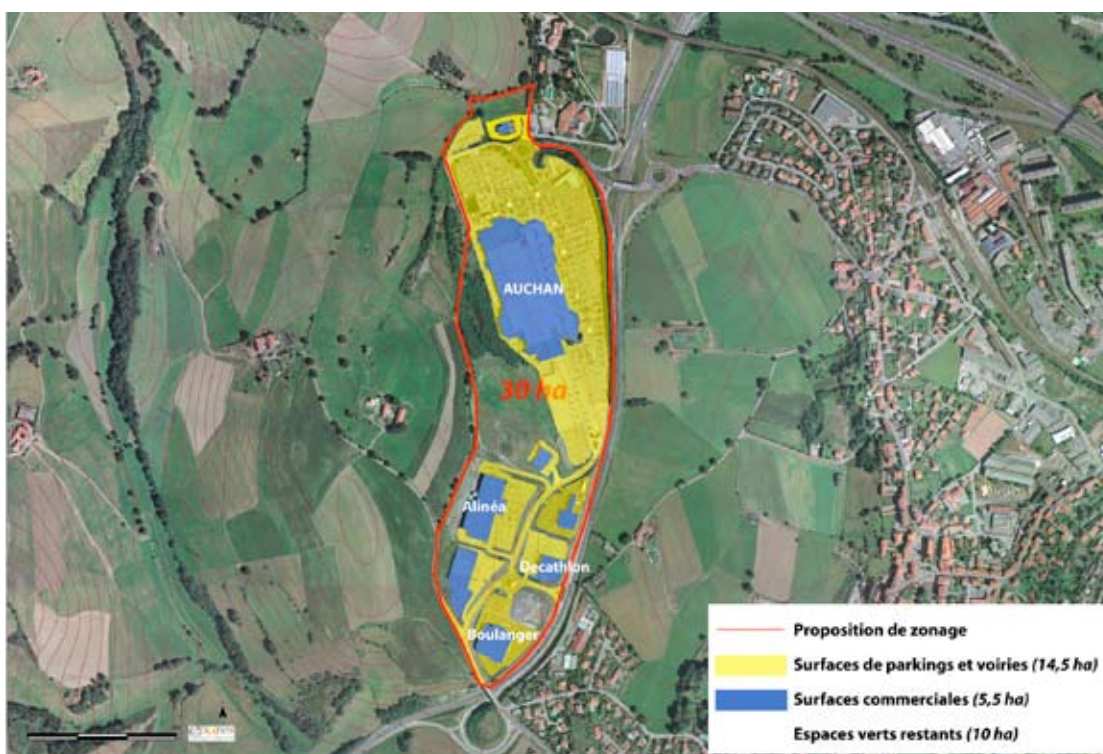 AUCHAN
30 ha
Alinéa
Decathlon
Boulanger
Proposition de zonage
Surfaces de parkings et voiries (14,5 ha)
Surfaces commerciales (5,5 ha)
Espaces verts restants (10 ha)